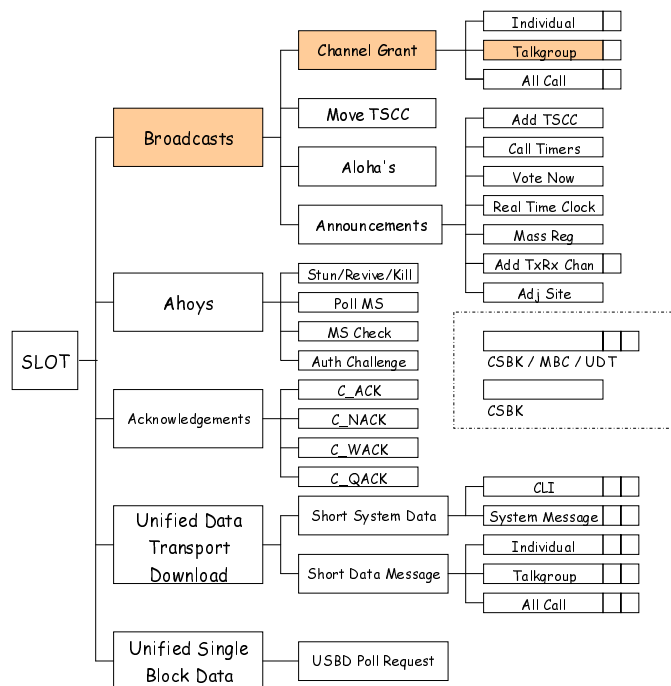 SLOT
Broadcasts
Channel Grant
Individual
Talkgroup
All Call
Move TSCC
Aloha's
Announcements
Add TSCC
Call Timers
Vote Now
Real Time Clock
Mass Reg
Add TxRx Chan
Adj Site
Ahoys
Stun/Revive/Kill
Poll MS
MS Check
Auth Challenge
Acknowledgements
C_ACK
C_NACK
C_WACK
C_QACK
Unified Data
Transport
Download
Short System Data
CLI
System Message
Short Data Message
Individual
Talkgroup
All Call
Unified Single
Block Data
USBD Poll Request
CSBK / MBC / UDT
CSBK